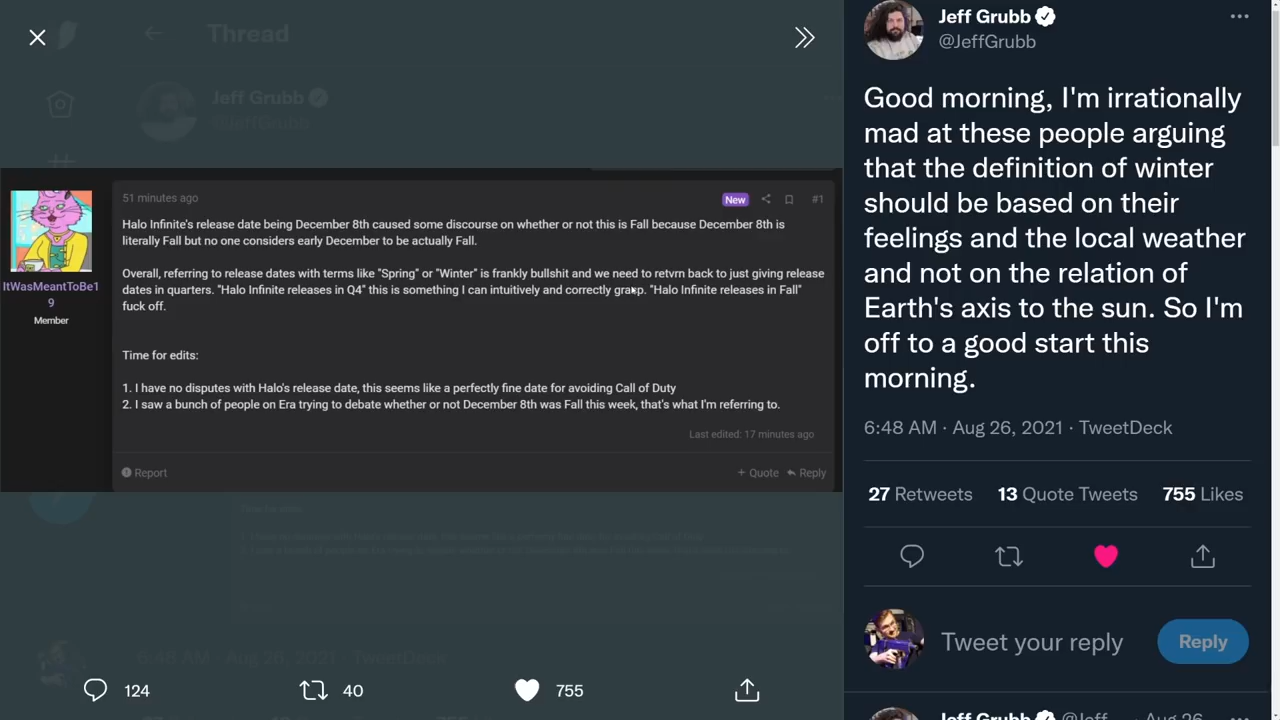 Thread
Jeff Grubb
@JeffGrubb
51 minutes ago
New
#1
Halo Infinite's release date being December 8th caused some discourse on whether or not this is Fall because December 8th is
literally Fall but no one considers early December to be actually Fall.
Overall, referring to release dates with terms like "Spring" or "Winter" is frankly bullshit and we need to retvrn back to just giving release
dates in quarters. "Halo Infinite releases in Q4" this is something I can intuitively and correctly grasp. "Halo Infinite releases in Fall"
fuck off.
ItWasMeantToBe1
9
Member
Time for edits:
1. I have no disputes with Halo's release date, this seems like a perfectly fine date for avoiding Call of Duty
2. I saw a bunch of people on Era trying to debate whether or not December 8th was Fall this week, that's what I'm referring to.
Last edited: 17 minutes ago
Report
+ Quote
Reply
6:48 AM · Aug 26, 2021 · TweetDeck
124
40
755
Jeff Grubb
@JeffGrubb
Good morning, I'm irrationally
mad at these people arguing
that the definition of winter
should be based on their
feelings and the local weather
and not on the relation of
Earth's axis to the sun. So I'm
off to a good start this
morning.
6:48 AM · Aug 26, 2021 · TweetDeck
27 Retweets 13 Quote Tweets 755 Likes
Tweet your reply
Reply
Jeff Grubb @Jeff... · Aug 26